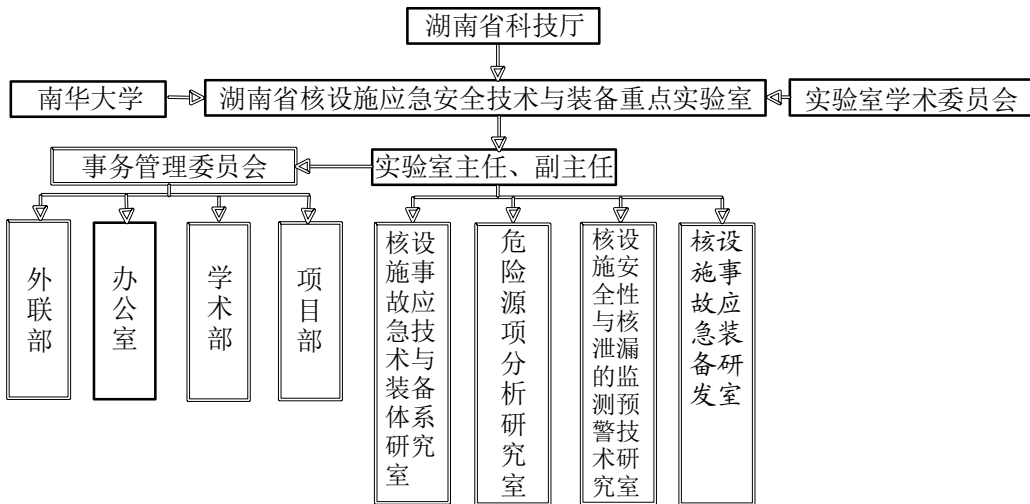 湖南省科技厅
南华大学
湖南省核设施应急安全技术与装备重点实验室
实验室学术委员会
事务管理委员会
实验室主任、副主任
外联部
办公室
学术部
项目部
核设施事故应急技术与装备体系研究室
危险源项分析研究室
核设施安全性与核泄漏的监测预警技术研究室
核设施事故应急装备研发室